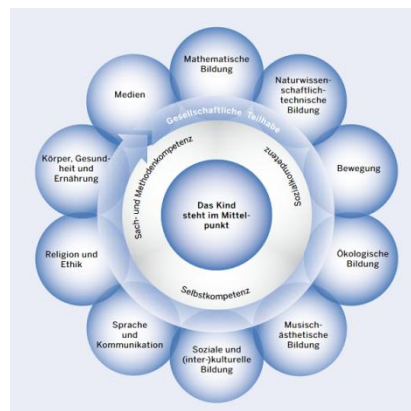 Mathematische
Bildung
Naturwissen-
schaftlich-
technische
Bildung
Bewegung
Ökologische
Bildung
Musisch-
ästhetische
Bildung
Soziale und
(inter-)kulturelle
Bildung
Sprache
und
Kommunikation
Religion und
Ethik
Körper, Gesund-
heit und
Ernährung
Medien
Gesellschaftliche Teilhabe
Sach- und Methodenkompetenz
Sozialkompetenz
Selbstkompetenz
Das Kind
steht im Mittel-
punkt